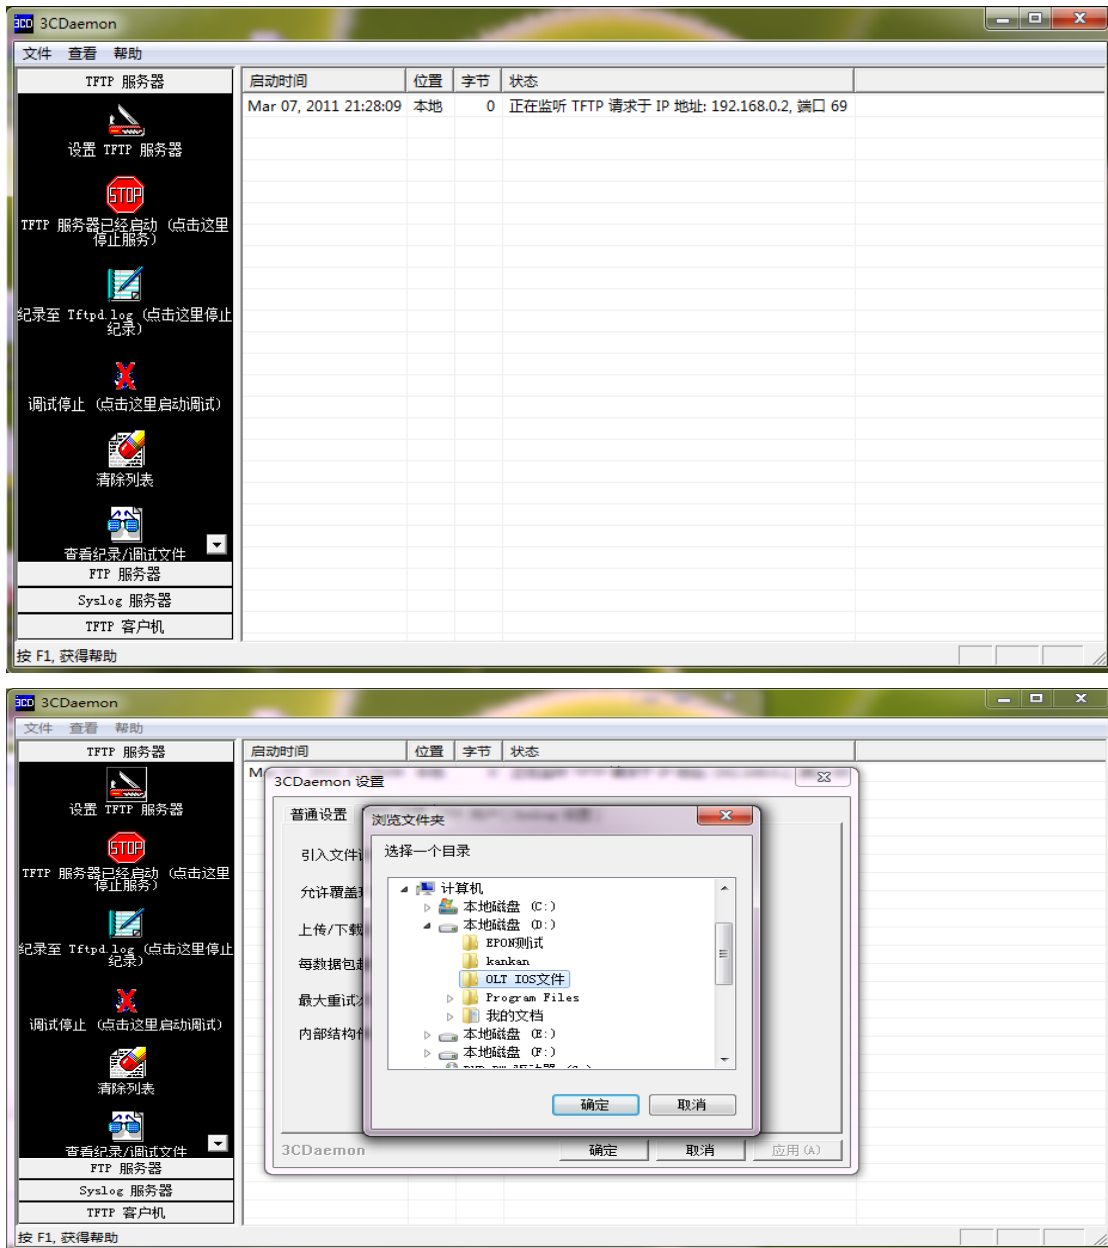 3CDaemon
文件 查看 帮助
TFTP 服务器
启动时间 位置 字节 状态
Mar 07, 2011 21:28:09 本地 0 正在监听 TFTP 请求于 IP 地址: 192.168.0.2, 端口 69
设置 TFTP 服务器
STOP
TFTP 服务器已经启动 (点击这里
停止服务)
纪录至 Tftpd.log (点击这里停止
纪录)
调试停止 (点击这里启动调试)
清除列表
查看纪录/调试文件
FTP 服务器
Syslog 服务器
TFTP 客户机
按 F1, 获得帮助
3CDaemon
文件 查看 帮助
TFTP 服务器
启动时间 位置 字节 状态
设置 TFTP 服务器
STOP
TFTP 服务器已经启动 (点击这里
停止服务)
纪录至 Tftpd.log (点击这里停止
纪录)
调试停止 (点击这里启动调试)
清除列表
查看纪录/调试文件
FTP 服务器
Syslog 服务器
TFTP 客户机
按 F1, 获得帮助
3CDaemon 设置
普通设置
引入文件
允许覆盖
上传/下载
每数据包
最大重试
内部结构
3CDaemon
确定 取消 应用(A)
浏览文件夹
选择一个目录
计算机
本地磁盘 (C:)
本地磁盘 (D:)
EPON测试
kankan
OLT IOS文件
Program Files
我的文档
本地磁盘 (E:)
本地磁盘 (F:)
确定 取消